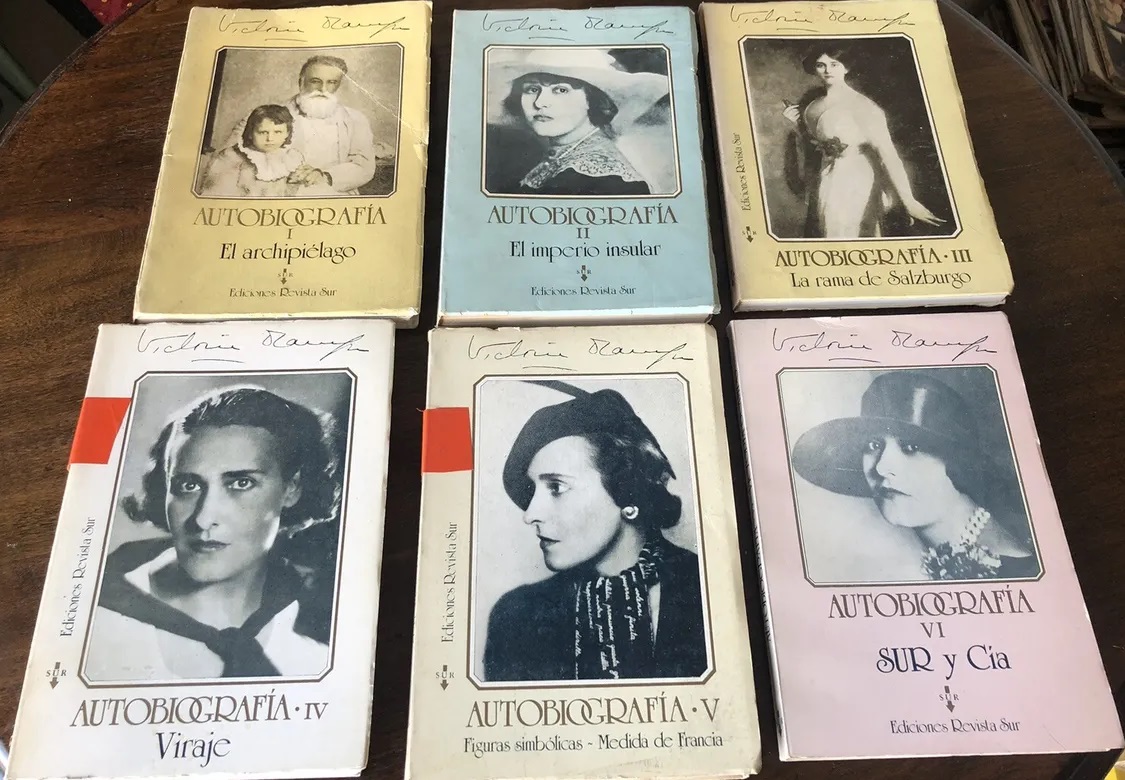 Victoria Ocampo
AUTOBIOGRAFÍA
I
El archipiélago
SUR
Ediciones Revista Sur
Victoria Ocampo
AUTOBIOGRAFÍA
II
El imperio insular
SUR
Ediciones Revista Sur
Victoria Ocampo
Ediciones Revista Sur
SUR
AUTOBIOGRAFÍA · III
La rama de Salzburgo
Victoria Ocampo
Ediciones Revista Sur
SUR
AUTOBIOGRAFÍA · IV
Viraje
Victoria Ocampo
Ediciones Revista Sur
SUR
AUTOBIOGRAFÍA · V
Figuras simbólicas - Medida de Francia
Victoria Ocampo
AUTOBIOGRAFÍA
VI
SUR y Cía
SUR
Ediciones Revista Sur